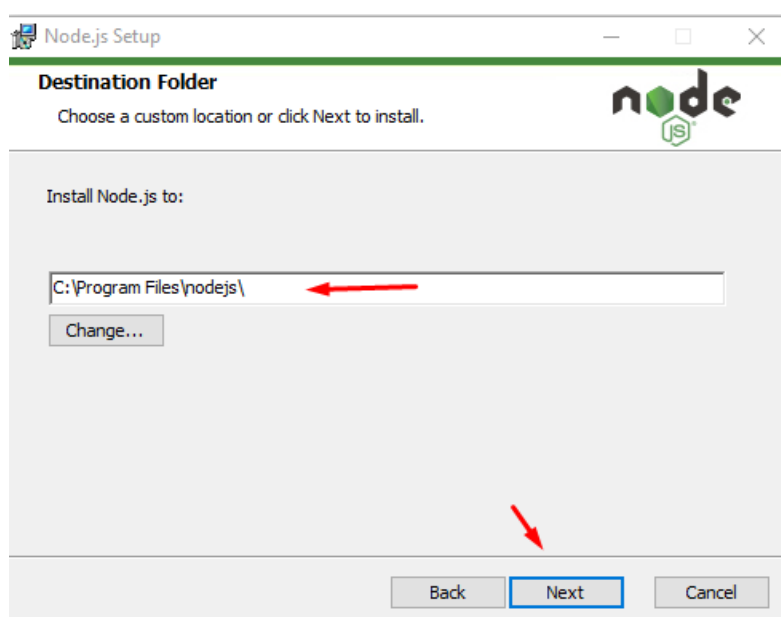 Node.js Setup
Destination Folder
Choose a custom location or click Next to install.
node
JS
Install Node.js to:
C:\Program Files\nodejs\
Change...
Back Next Cancel